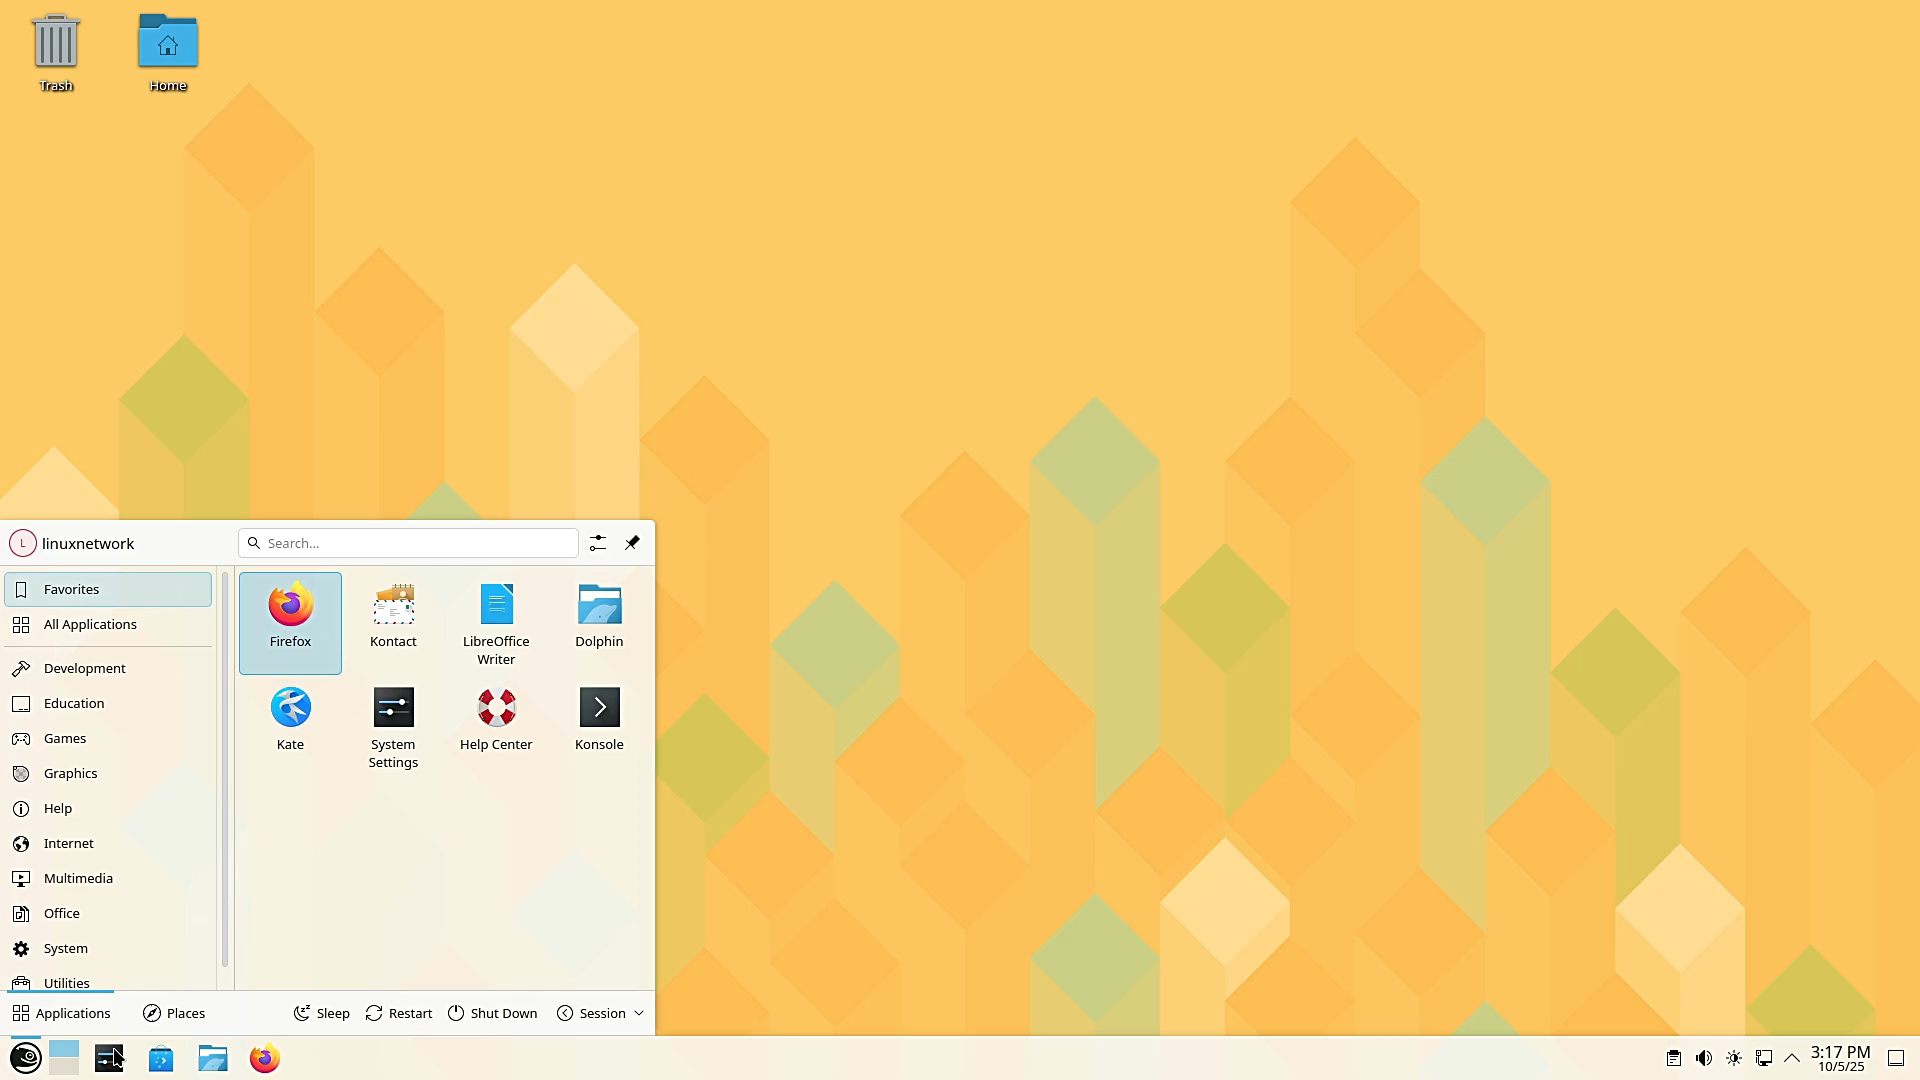 Trash
Home
L linuxnetwork
Search...
Favorites
All Applications
Development
Education
Games
Graphics
Help
Internet
Multimedia
Office
System
Utilities
Firefox
Kontact
LibreOffice
Writer
Dolphin
Kate
System
Settings
Help Center
Konsole
Applications
Places
Sleep
Restart
Shut Down
Session
3:17 PM
10/5/25